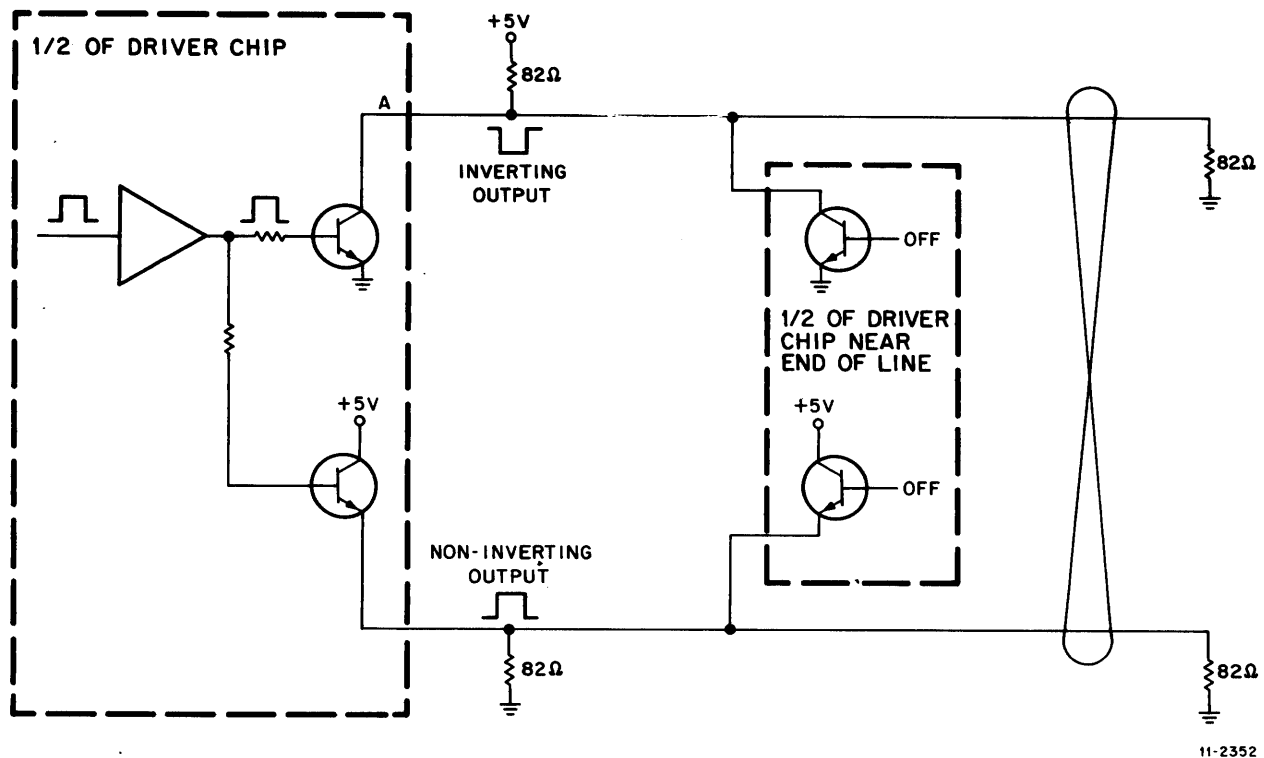 1/2 OF DRIVER CHIP
+5V
82Ω
A
INVERTING
OUTPUT
82Ω
OFF
1/2 OF DRIVER
CHIP NEAR
END OF LINE
+5V
+5V
OFF
NON-INVERTING
OUTPUT
82Ω
82Ω
11-2352